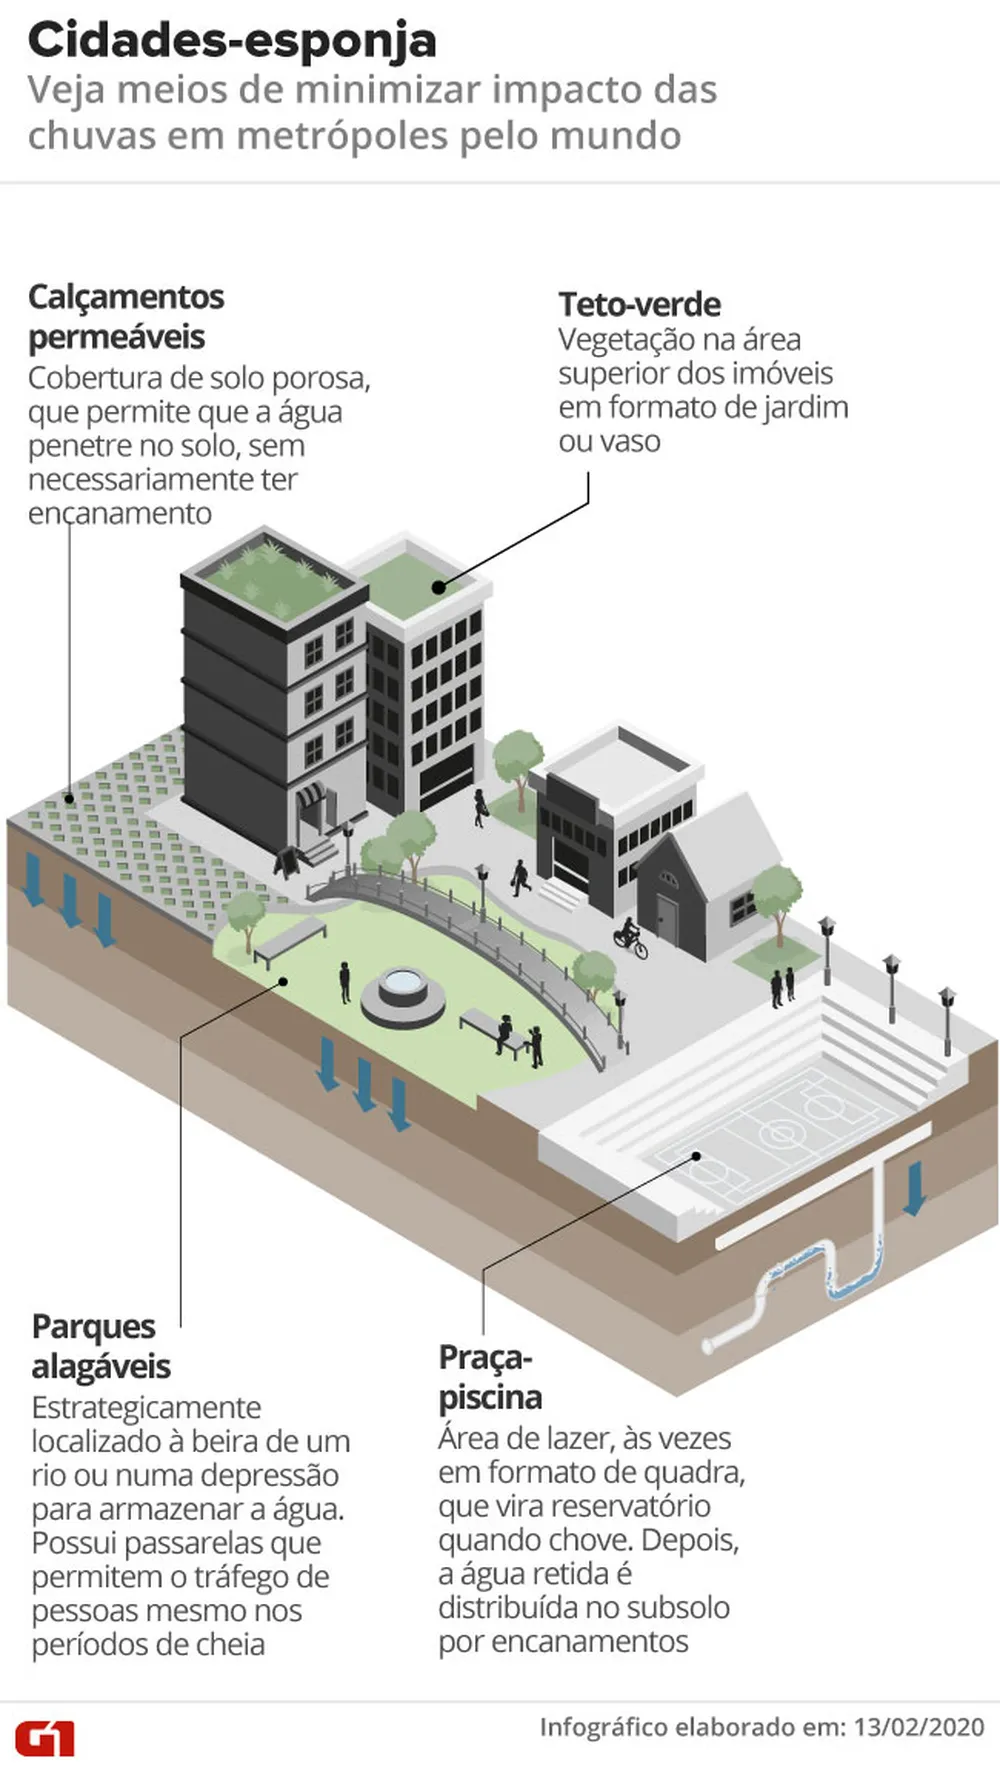 Cidades-esponja
Veja meios de minimizar impacto das
chuvas em metrópoles pelo mundo
Calçamentos
permeáveis
Cobertura de solo porosa,
que permite que a água
penetre no solo, sem
necessariamente ter
encanamento
Teto-verde
Vegetação na área
superior dos imóveis
em formato de jardim
ou vaso
Parques
alagáveis
Estrategicamente
localizado à beira de um
rio ou numa depressão
para armazenar a água.
Possui passarelas que
permitem o tráfego de
pessoas mesmo nos
períodos de cheia
Praça-
piscina
Área de lazer, às vezes
em formato de quadra,
que vira reservatório
quando chove. Depois,
a água retida é
distribuída no subsolo
por encanamentos
G1
Infográfico elaborado em: 13/02/2020